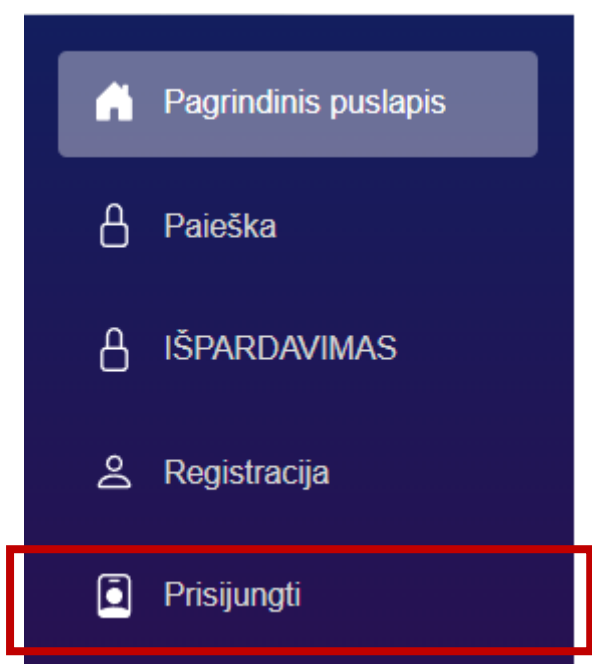 Pagrindinis puslapis
Paieška
IŠPARDAVIMAS
Registracija
Prisijungti